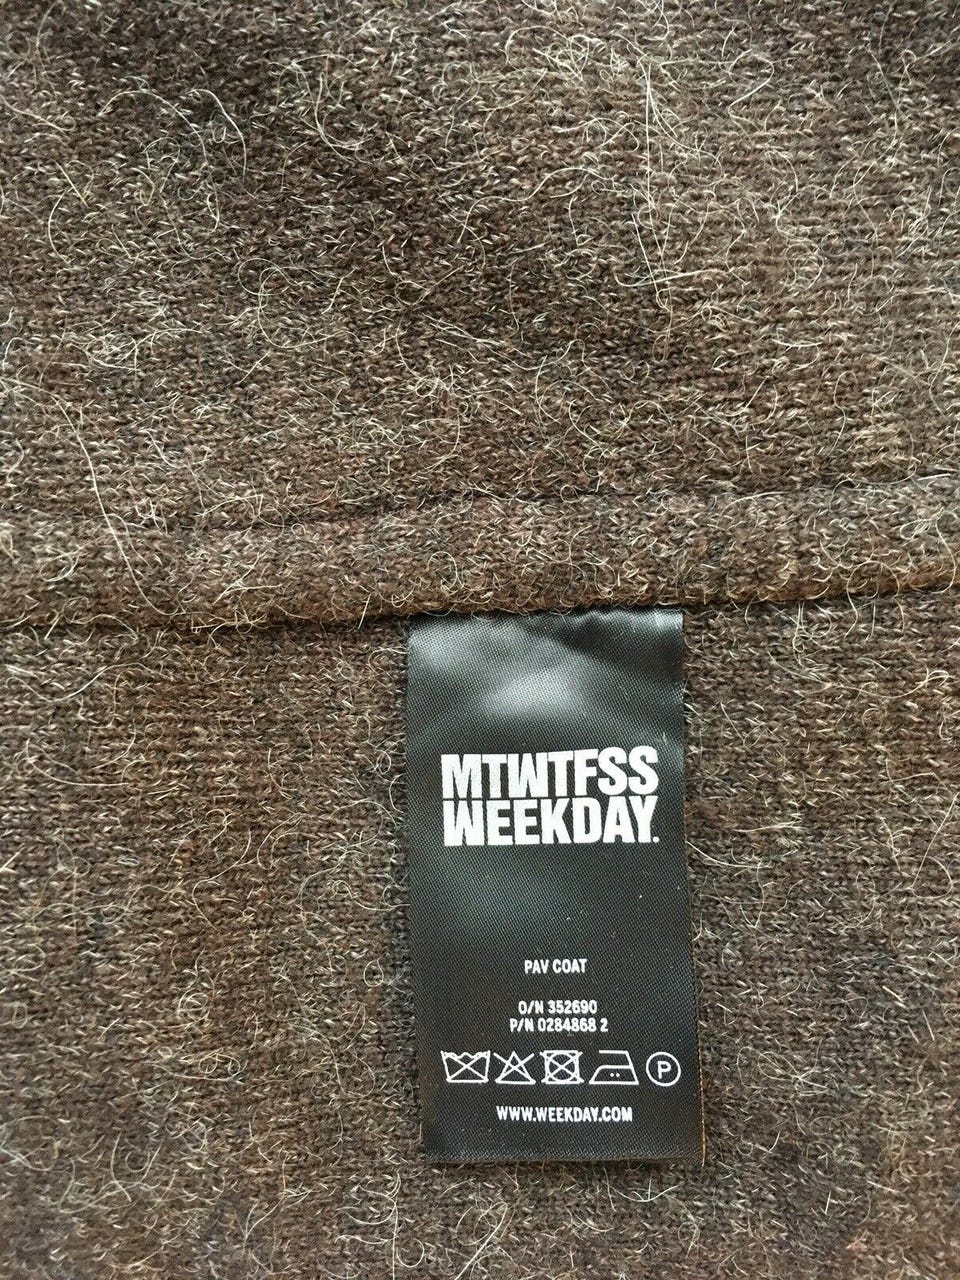 MTWTFSS
WEEKDAY.
PAV COAT
O/N 352690
P/N 0284868 2
P
WWW.WEEKDAY.COM